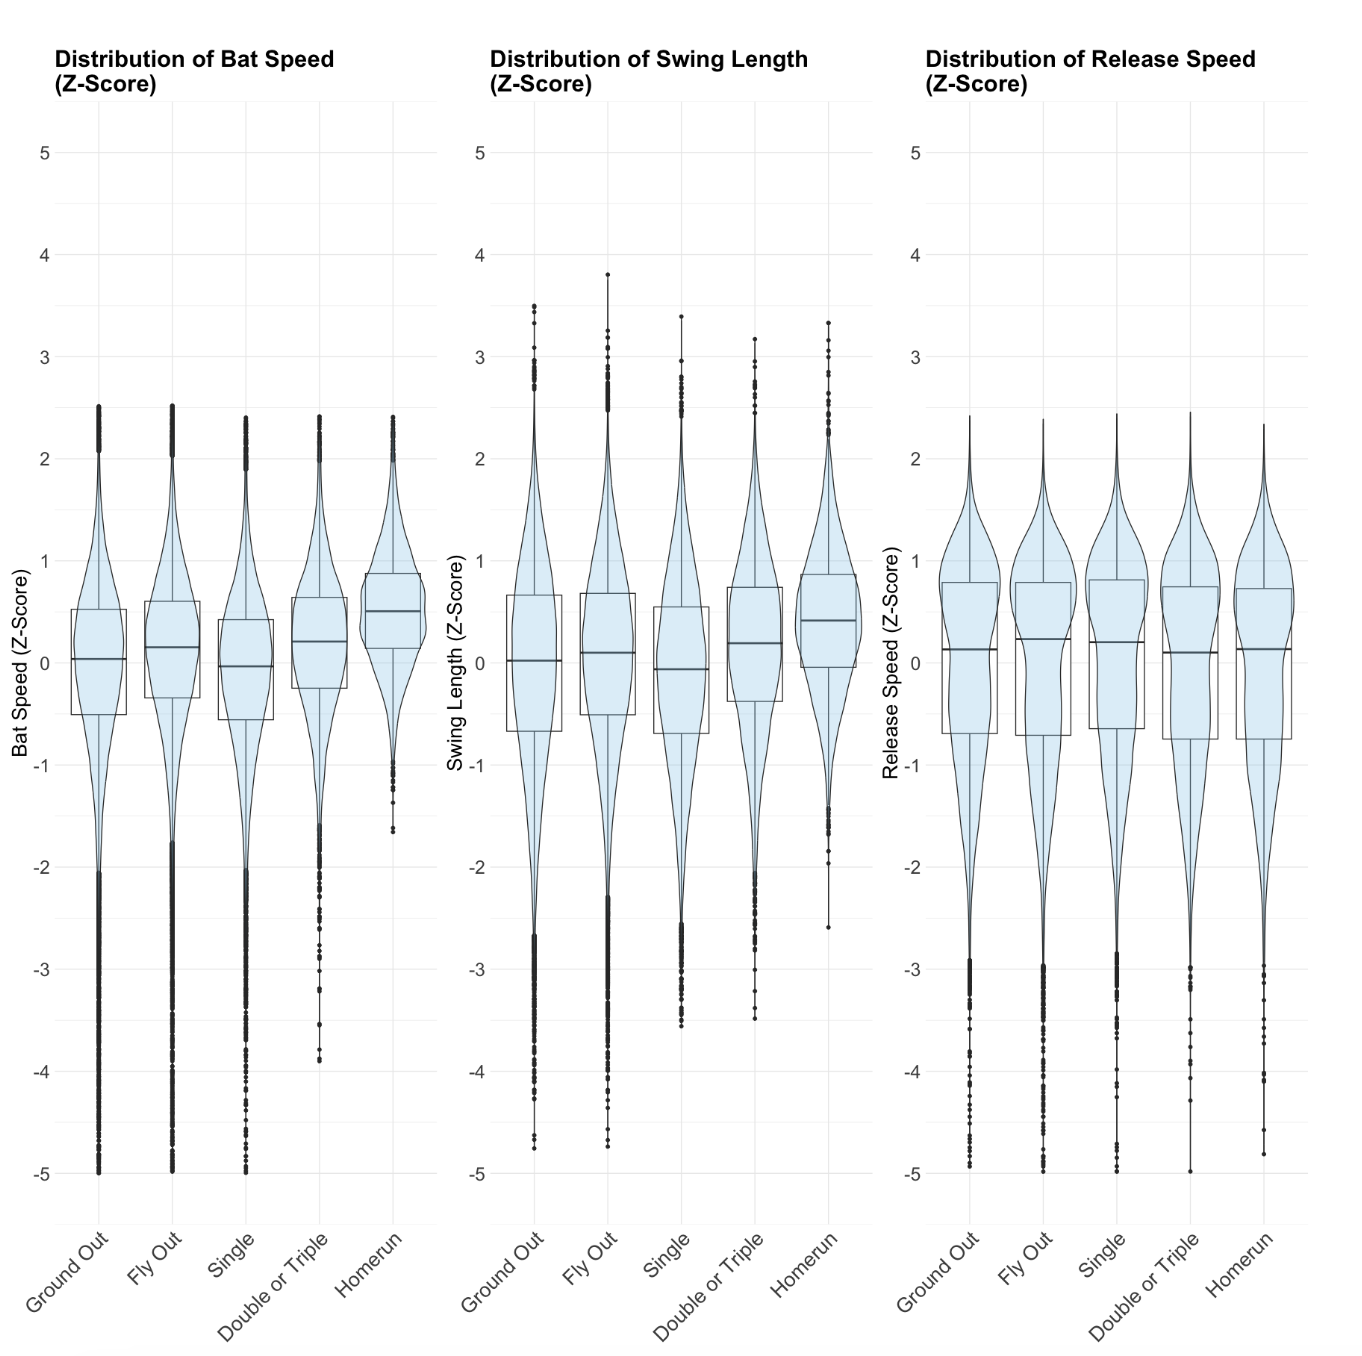 Distribution of Bat Speed
(Z-Score)
Bat Speed (Z-Score)
5
4
3
2
1
0
-1
-2
-3
-4
-5
Ground Out
Fly Out
Single
Double or Triple
Homerun
Distribution of Swing Length
(Z-Score)
Swing Length (Z-Score)
5
4
3
2
1
0
-1
-2
-3
-4
-5
Ground Out
Fly Out
Single
Double or Triple
Homerun
Distribution of Release Speed
(Z-Score)
Release Speed (Z-Score)
5
4
3
2
1
0
-1
-2
-3
-4
-5
Ground Out
Fly Out
Single
Double or Triple
Homerun